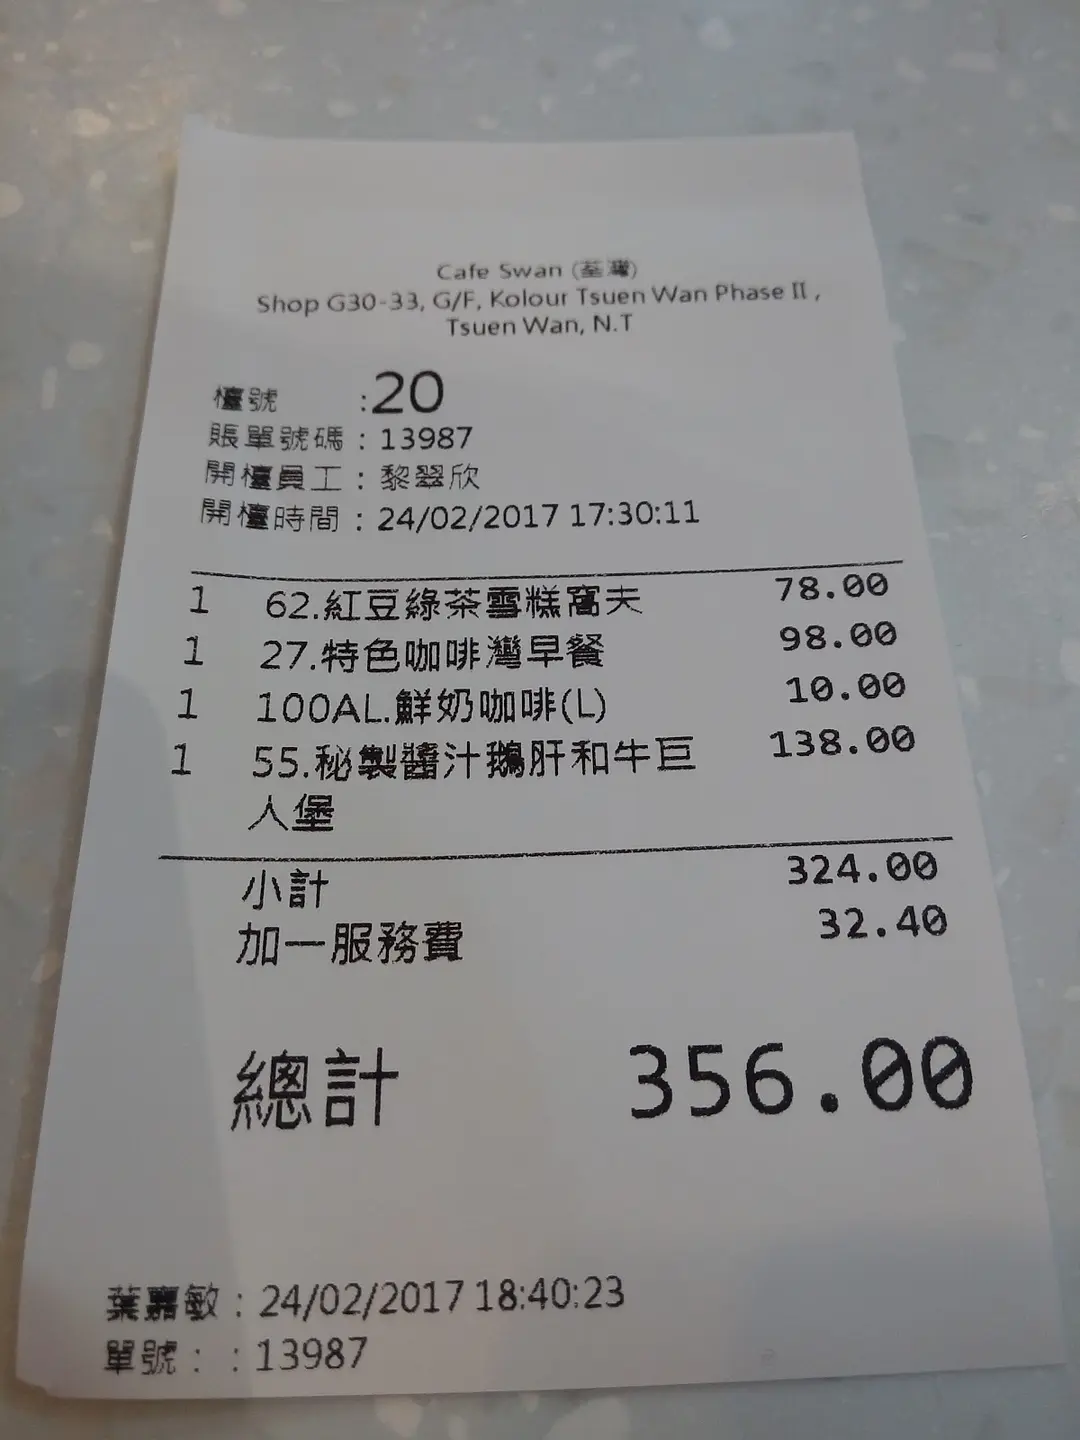 Cafe Swan (荃灣)
Shop G30-33, G/F, Kolour Tsuen Wan Phase II ,
Tsuen Wan, N.T
檯號 :20
賬單號碼 : 13987
開檯員工 : 黎翠欣
開檯時間 : 24/02/2017 17:30:11
1 62.紅豆綠茶雪糕窩夫 78.00
1 27.特色咖啡灣早餐 98.00
1 100AL.鮮奶咖啡(L) 10.00
1 55.秘製醬汁鵝肝和牛巨 138.00
人堡
小計 324.00
加一服務費 32.40
總計 356.00
葉嘉敏 : 24/02/2017 18:40:23
單號 : : 13987